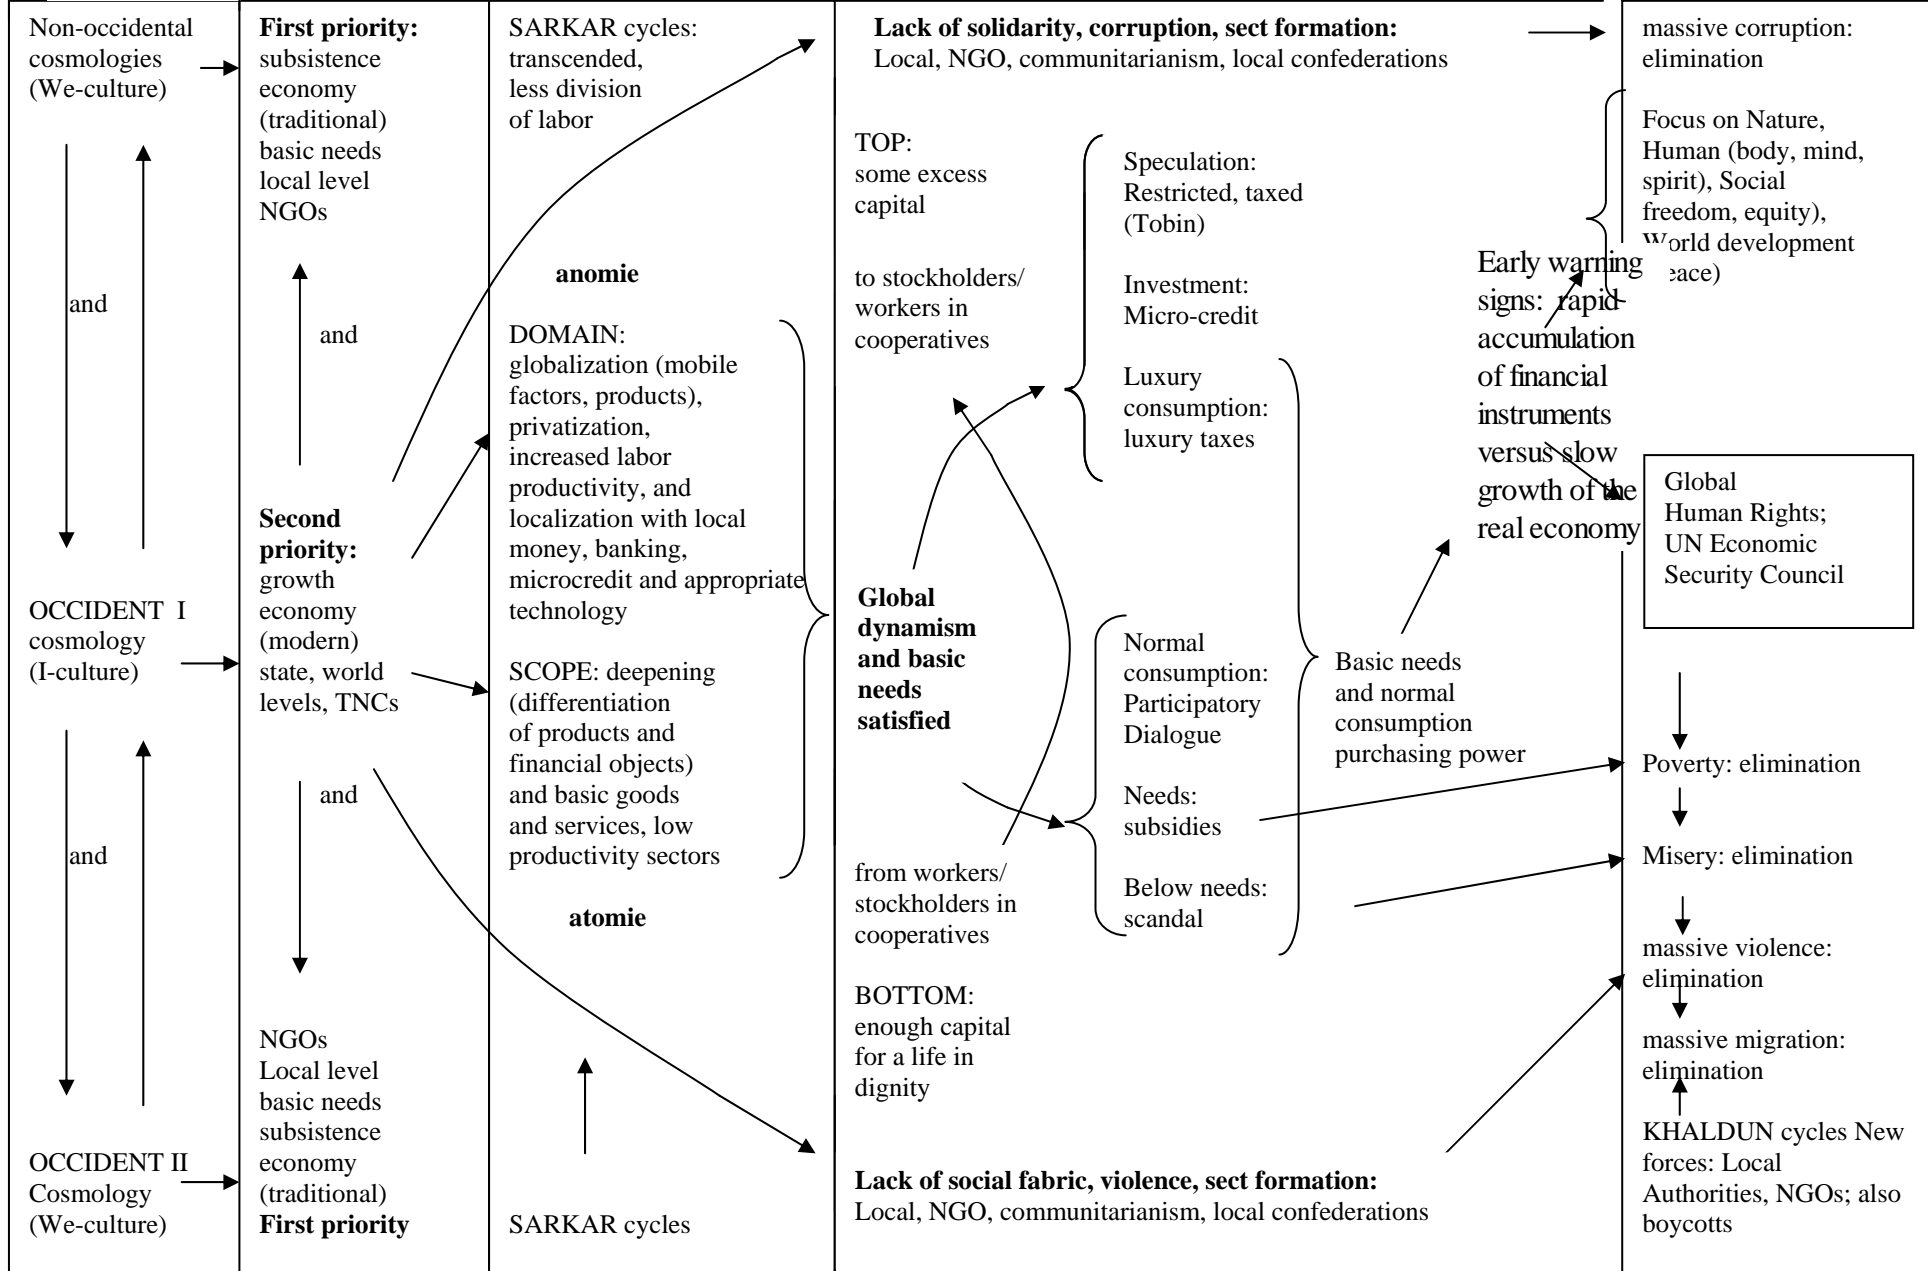 Non-occidental
cosmologies
(We-culture)
and
OCCIDENT  I
cosmology
(I-culture)
and
OCCIDENT II
Cosmology
(We-culture)
First priority:
subsistence
economy
(traditional)
basic needs
local level
NGOs
and
Second
priority:
growth
economy
(modern)
state, world
levels, TNCs
and
NGOs
Local level
basic needs
subsistence
economy
(traditional)
First priority
SARKAR cycles:
transcended,
less division
of labor
anomie
DOMAIN:
globalization (mobile
factors, products),
privatization,
increased labor
productivity, and
localization with local
money, banking,
microcredit and appropriate
technology
SCOPE: deepening
(differentiation
of products and
financial objects)
and basic goods
and services, low
productivity sectors
atomie
SARKAR cycles
Lack of solidarity, corruption, sect formation:
Local, NGO, communitarianism, local confederations
TOP:
some excess
capital
to stockholders/
workers in
cooperatives
Global
dynamism
and basic
needs
satisfied
from workers/
stockholders in
cooperatives
BOTTOM:
enough capital
for a life in
dignity
Speculation:
Restricted, taxed
(Tobin)
Investment:
Micro-credit
Luxury
consumption:
luxury taxes
Normal
consumption:
Participatory
Dialogue
Needs:
subsidies
Below needs:
scandal
Basic needs
and normal
consumption
purchasing power
Early warning
signs:  rapid
accumulation
of financial
instruments
versus slow
growth of the
real economy
Lack of social fabric, violence, sect formation:
Local, NGO, communitarianism, local confederations
massive corruption:
elimination
Focus on Nature,
Human (body, mind,
spirit), Social
freedom, equity),
World development
eace)
Global
Human Rights;
UN Economic
Security Council
Poverty: elimination
Misery: elimination
massive violence:
elimination
massive migration:
elimination
KHALDUN cycles New
forces: Local
Authorities, NGOs; also
boycotts